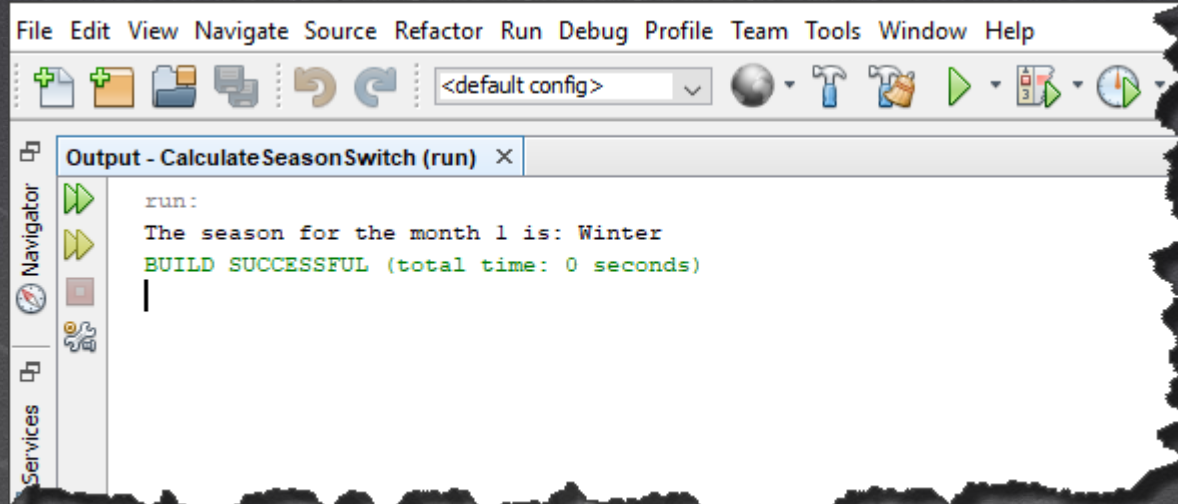 File Edit View Navigate Source Refactor Run Debug Profile Team Tools Window Help
<default config>
Output - CalculateSeasonSwitch (run) ×
Navigator
run:
The season for the month 1 is: Winter
BUILD SUCCESSFUL (total time: 0 seconds)
Services